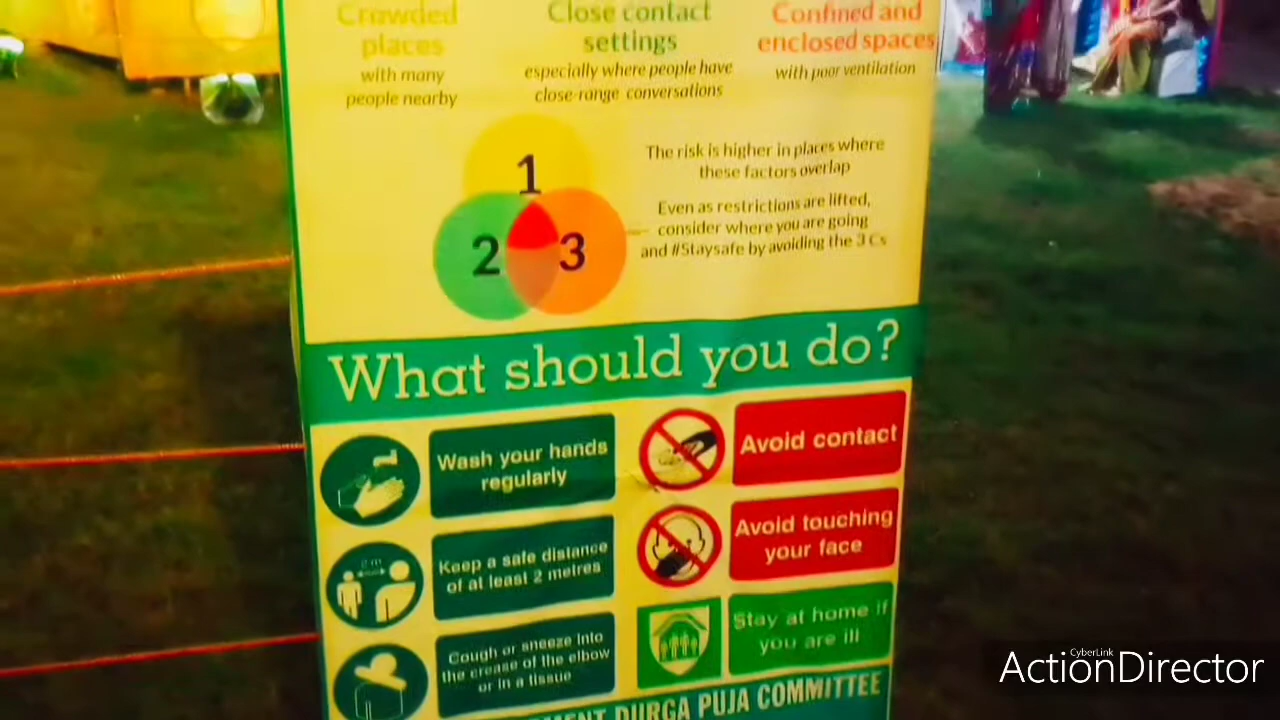 Crowded
places
with many
people nearby
Close contact
settings
especially where people have
close-range conversations
Confined and
enclosed spaces
with poor ventilation
1
2
3
The risk is higher in places where
these factors overlap
Even as restrictions are lifted,
consider where you are going
and #Staysafe by avoiding the 3 Cs
What should you do?
Wash your hands
regularly
Avoid contact
2 m
Keep a safe distance
of at least 2 metres
Avoid touching
your face
Cough or sneeze into
the crease of the elbow
or in a tissue
Stay at home if
you are ill
DURGA PUJA COMMITTEE
CyberLink
ActionDirector